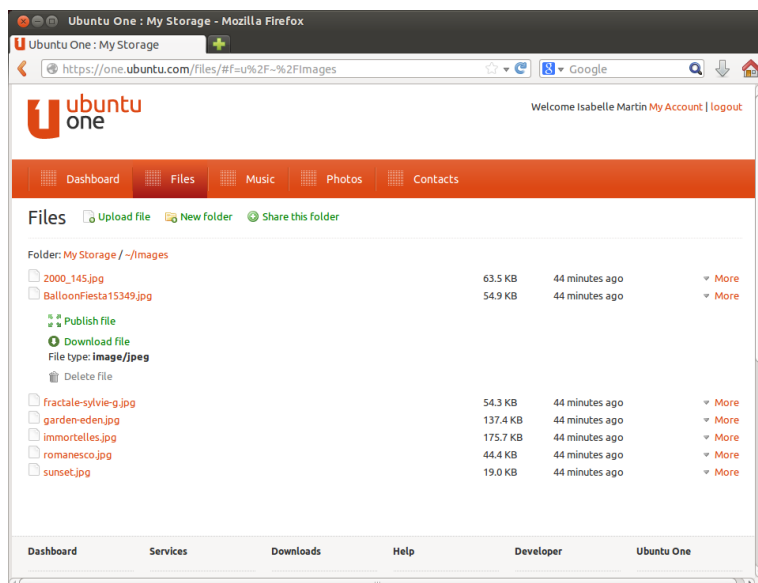 Ubuntu One : My Storage - Mozilla Firefox
Ubuntu One : My Storage
https://one.ubuntu.com/files/#f=u%2F~%2FImages
Google
ubuntu
one
Welcome Isabelle Martin My Account | logout
Dashboard Files Music Photos Contacts
Files Upload file New folder Share this folder
Folder: My Storage / ~/Images
2000_145.jpg 63.5 KB 44 minutes ago More
BalloonFiesta15349.jpg 54.9 KB 44 minutes ago More
Publish file
Download file
File type: image/jpeg
Delete file
fractale-sylvie-g.jpg 54.3 KB 44 minutes ago More
garden-eden.jpg 137.4 KB 44 minutes ago More
immortelles.jpg 175.7 KB 44 minutes ago More
romanesco.jpg 44.4 KB 44 minutes ago More
sunset.jpg 19.0 KB 44 minutes ago More
Dashboard Services Downloads Help Developer Ubuntu One